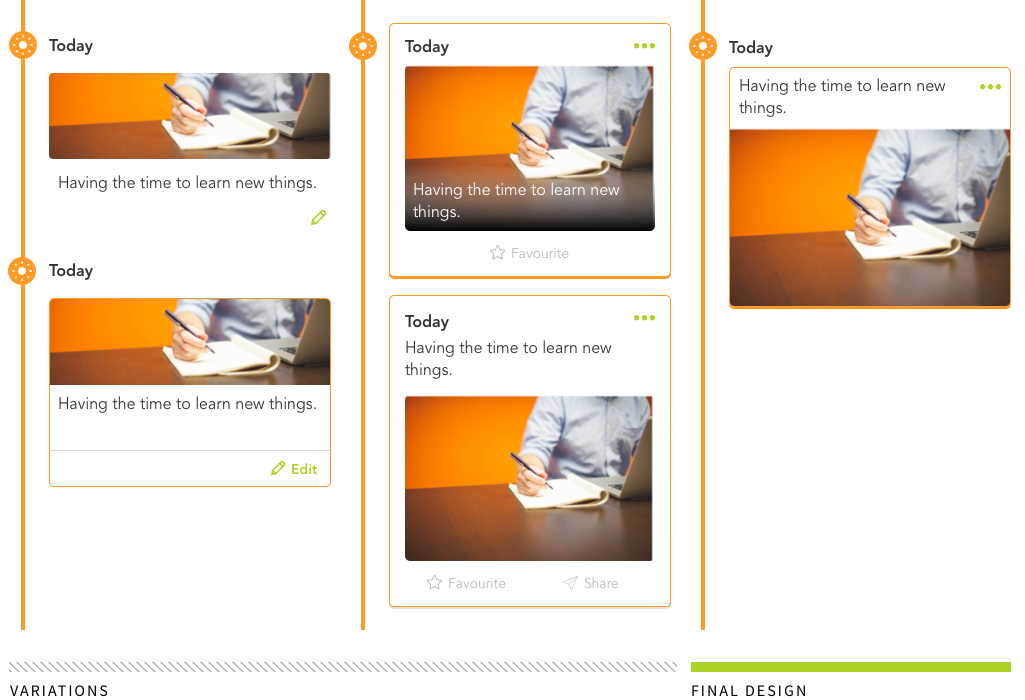 Today
Having the time to learn new things.
Today
Having the time to learn new things.
Edit
Today
Having the time to learn new
things.
Favourite
Today
Having the time to learn new
things.
Favourite
Share
Today
Having the time to learn new
things.
VARIATIONS
FINAL DESIGN